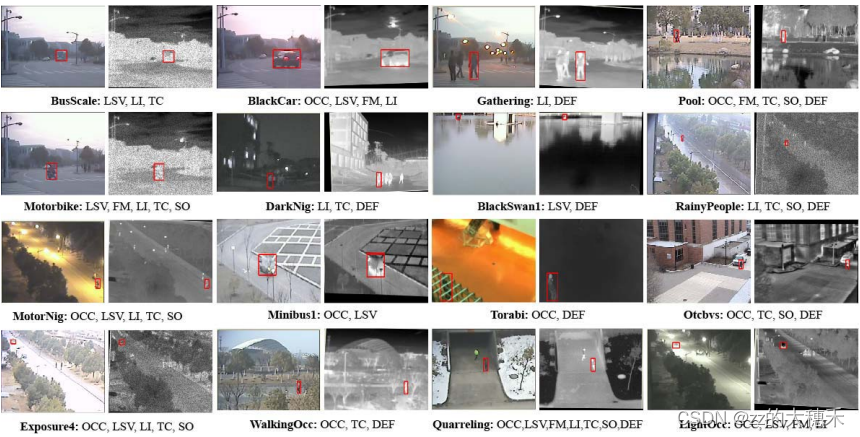 BusScale: LSV, LI, TC
BlackCar: OCC, LSV, FM, LI
Gathering: LI, DEF
Pool: OCC, FM, TC, SO, DEF
Motorbike: LSV, FM, LI, TC, SO
DarkNig: LI, TC, DEF
BlackSwan1: LSV, DEF
RainyPeople: LI, TC, SO, DEF
MotorNig: OCC, LSV, LI, TC, SO
Minibus1: OCC, LSV
Torabi: OCC, DEF
Otcbvs: OCC, TC, SO, DEF
Exposure4: OCC, LSV, LI, TC, SO
WalkingOcc: OCC, TC, DEF
Quarreling: OCC,LSV,FM,LI,TC,SO,DEF
LightOcc: OCC, LSV, FM, LI
CSDN @zz的大穗禾